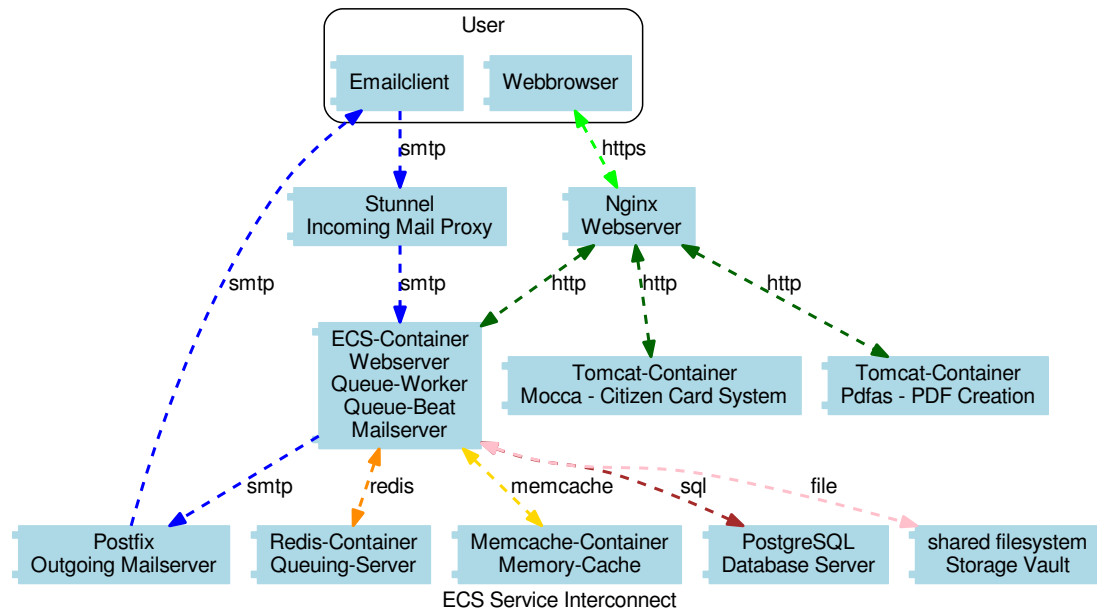 User
Emailclient
Webbrowser
smtp
https
Stunnel
Incoming Mail Proxy
Nginx
Webserver
smtp
smtp
http
http
http
ECS-Container
Webserver
Queue-Worker
Queue-Beat
Mailserver
Tomcat-Container
Mocca - Citizen Card System
Tomcat-Container
Pdfas - PDF Creation
smtp
redis
memcache
sql
file
Postfix
Outgoing Mailserver
Redis-Container
Queuing-Server
Memcache-Container
Memory-Cache
PostgreSQL
Database Server
shared filesystem
Storage Vault
ECS Service Interconnect